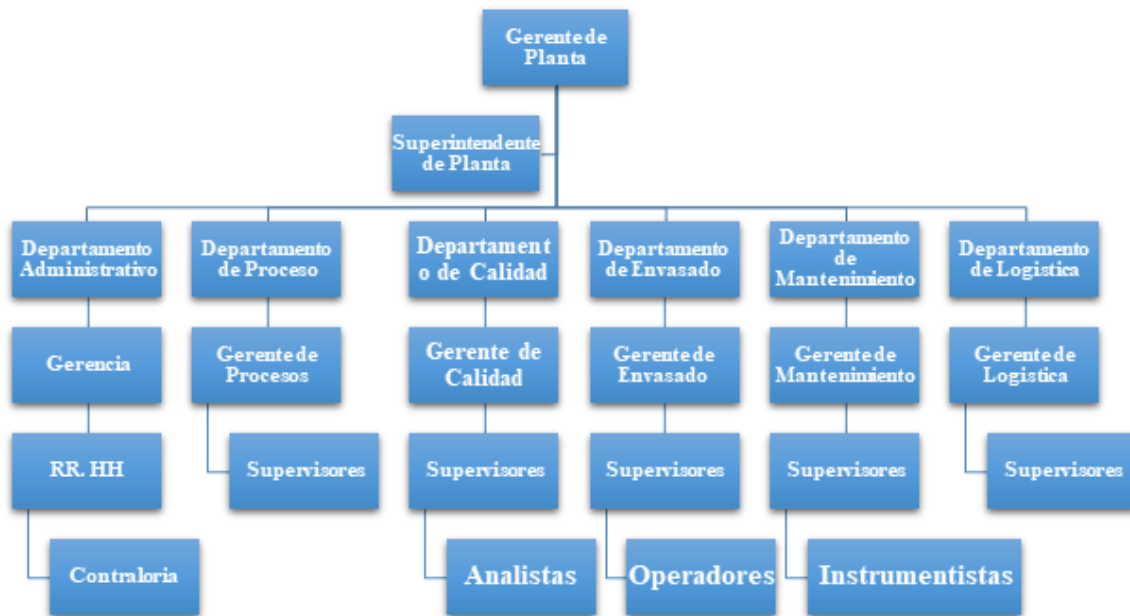 Gerente de
Planta
Superintendente
de Planta
Departamento
Administrativo
Departamento
de Proceso
Departament
o de Calidad
Departamento
de Envasado
Departamento
de
Mantenimiento
Departamento
de Logistica
Gerencia
Gerente de
Procesos
Gerente de
Calidad
Gerente de
Envasado
Gerente de
Mantenimiento
Gerente de
Logistica
RR. HH
Supervisores
Supervisores
Supervisores
Supervisores
Supervisores
Contraloria
Analistas
Operadores
Instrumentistas